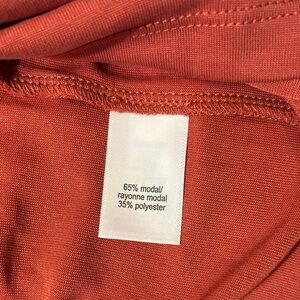 65% modal/
rayonne modal
35% polyester